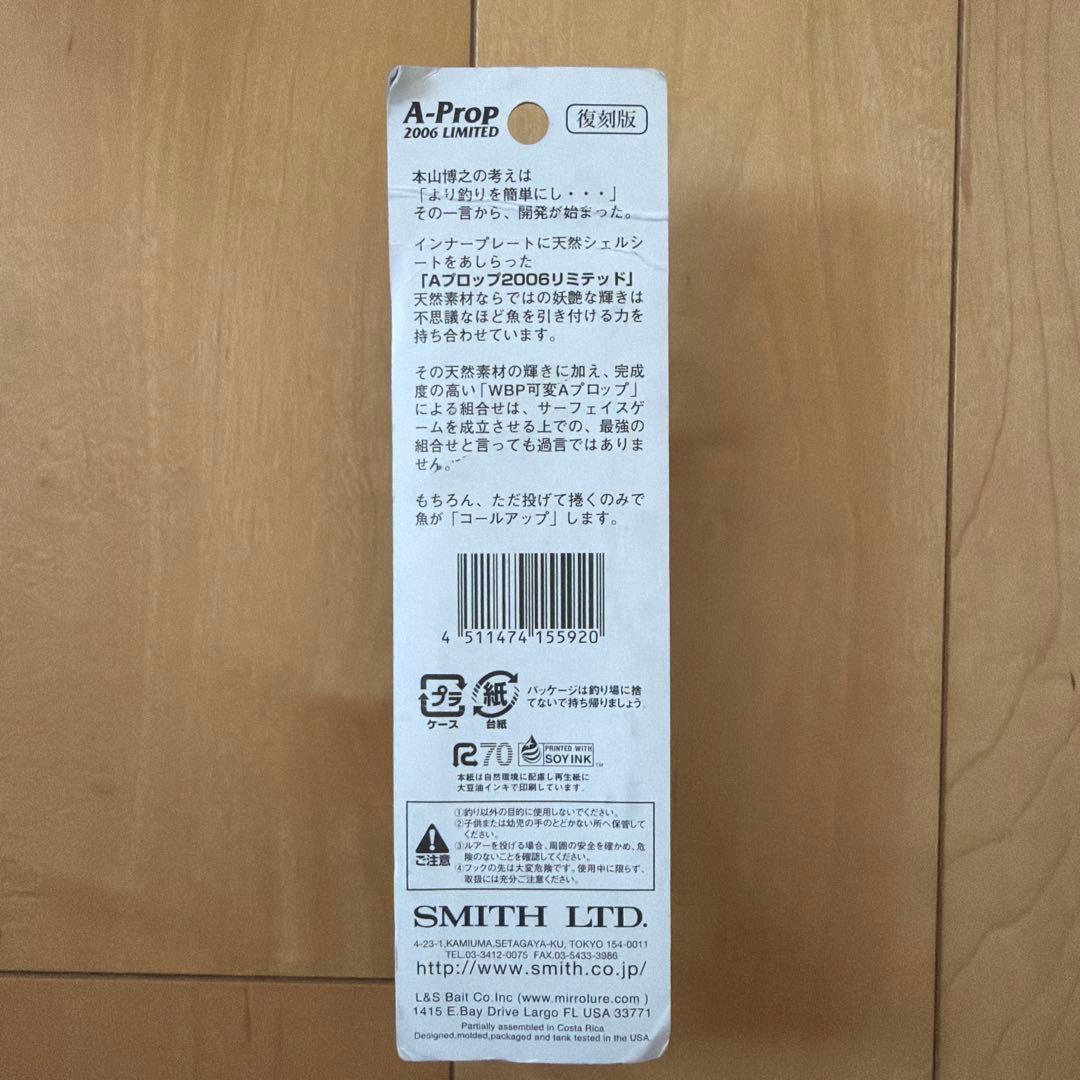 A-Prop
2006 LIMITED
復刻版
本山博之の考えは
「より釣りを簡単にし・・・」
その一言から、開発が始まった。
インナープレートに天然シェルシ
ートをあしらった
「Aプロップ2006リミテッド」
天然素材ならではの妖艶な輝きは
不思議なほど魚を引き付ける力を
持ち合わせています。
その天然素材の輝きに加え、完成
度の高い「WBP可変Aプロップ」
による組合せは、サーフェイスゲ
ームを成立させる上での、最強の
組合せと言っても過言ではありま
せん。
もちろん、ただ投げて捲くのみで
魚が「コールアップ」します。
4 511474 155920
プラ
ケース
紙
台紙
パッケージは釣り場に捨
てないで持ち帰りましょう。
R70
PRINTED WITH
SOY INK
TM
本紙は自然環境に配慮し再生紙に
大豆油インキで印刷しています。
ご注意
①釣り以外の目的に使用しないでください。
②子供または幼児の手のとどかない所へ保管して
ください。
③ルアーを投げる場合、周囲の安全を確かめ、危
険のないことを確認してください。
④フックの先は大変危険です。使用中に限らず、
取扱には充分ご注意ください。
SMITH LTD.
4-23-1,KAMIUMA,SETAGAYA-KU, TOKYO 154-0011
TEL.03-3412-0075 FAX.03-5433-3986
http://www.smith.co.jp/
L&S Bait Co.Inc (www.mirrolure.com )
1415 E.Bay Drive Largo FL USA 33771
Partially assembled in Costa Rica
Designed,molded,packaged and tank tested in the USA